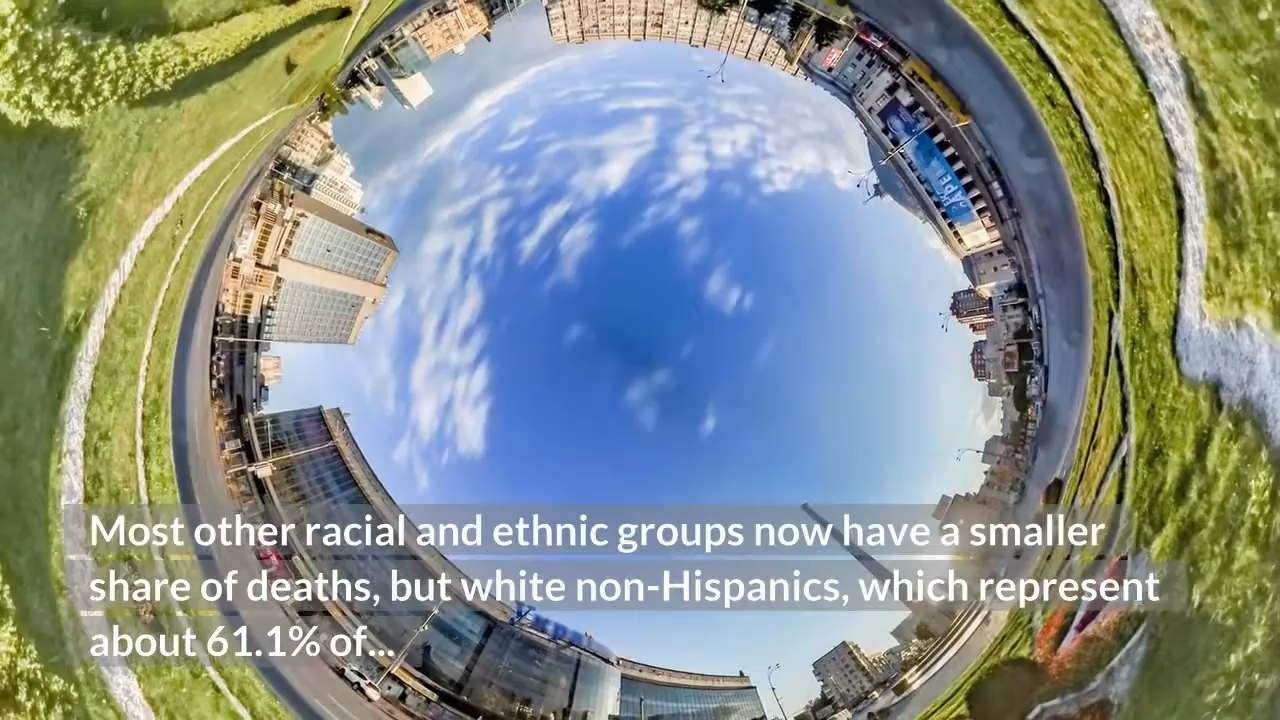 Most other racial and ethnic groups now have a smaller
share of deaths, but white non-Hispanics, which represent
about 61.1% of...